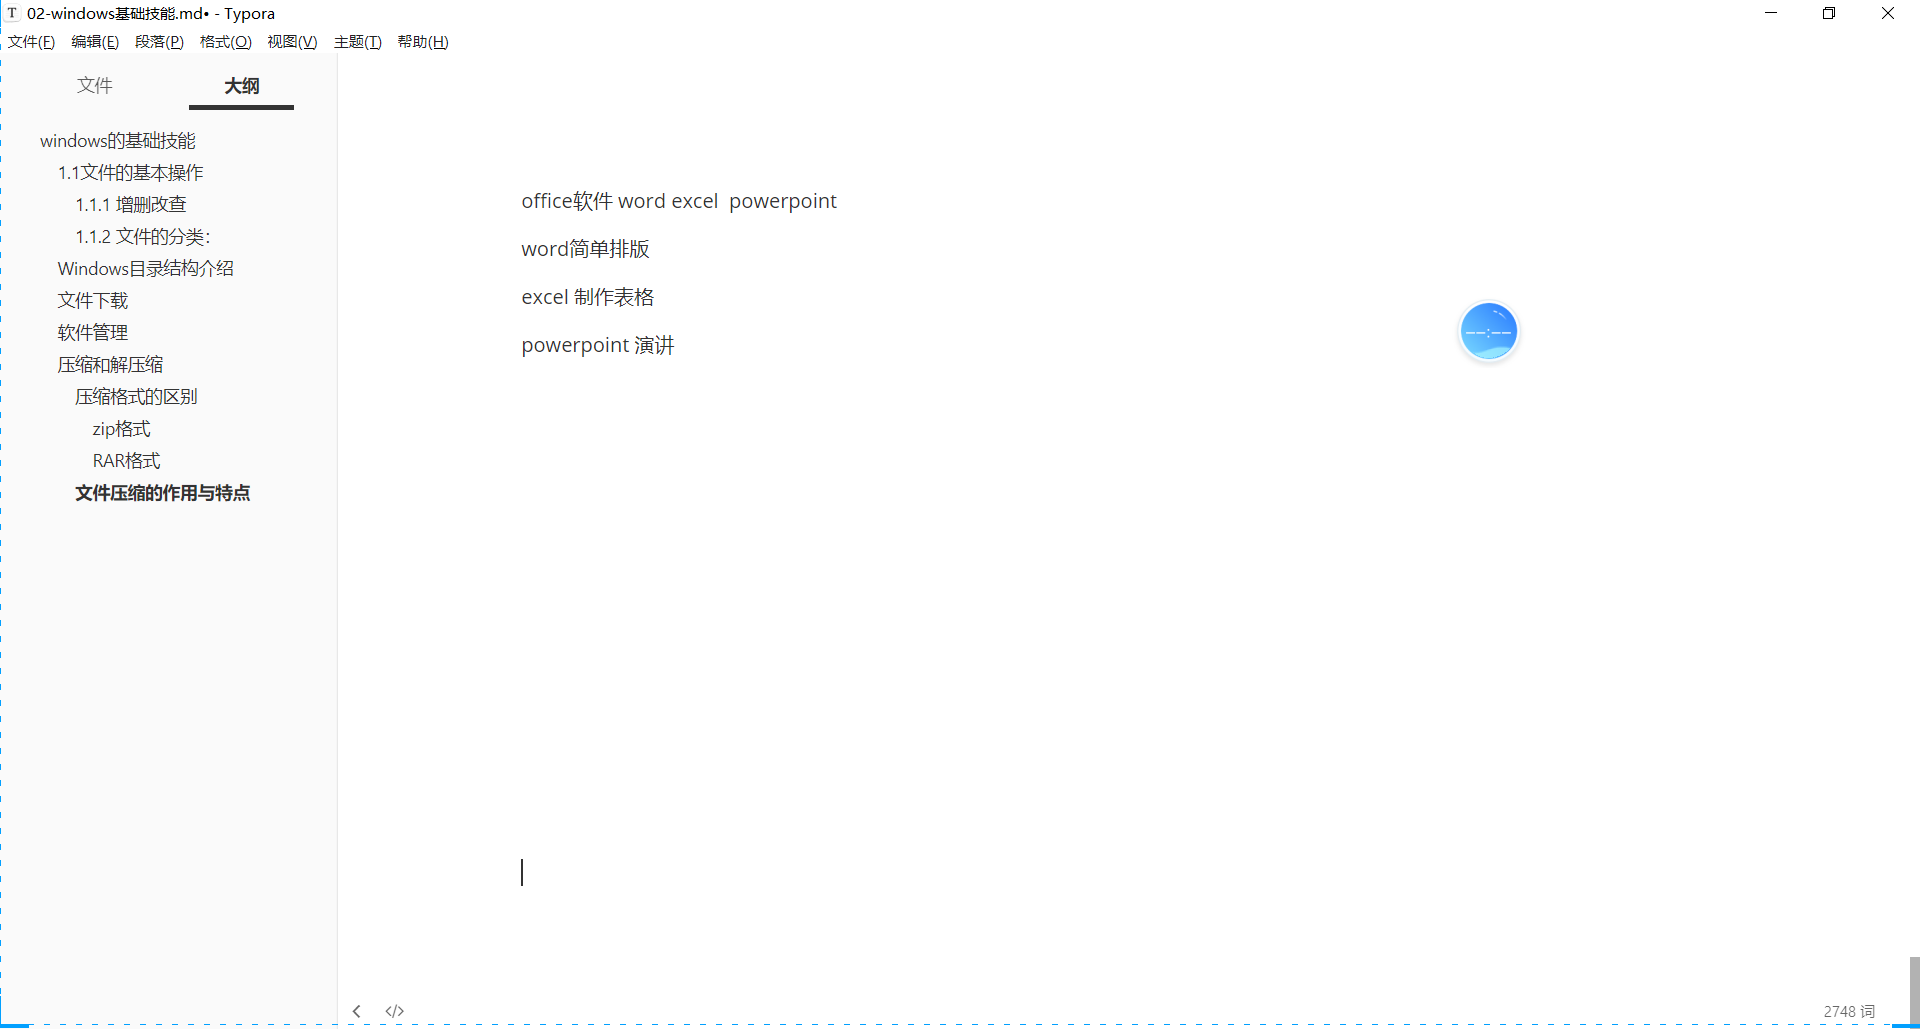 T 02-windows基础技能.md• - Typora
文件(F) 编辑(E) 段落(P) 格式(O) 视图(V) 主题(T) 帮助(H)
文件 大纲
windows的基础技能
1.1文件的基本操作
1.1.1 增删改查
1.1.2 文件的分类：
Windows目录结构介绍
文件下载
软件管理
压缩和解压缩
压缩格式的区别
zip格式
RAR格式
文件压缩的作用与特点
office软件 word excel  powerpoint
word简单排版
excel 制作表格
powerpoint 演讲
--:--
</>
2748 词